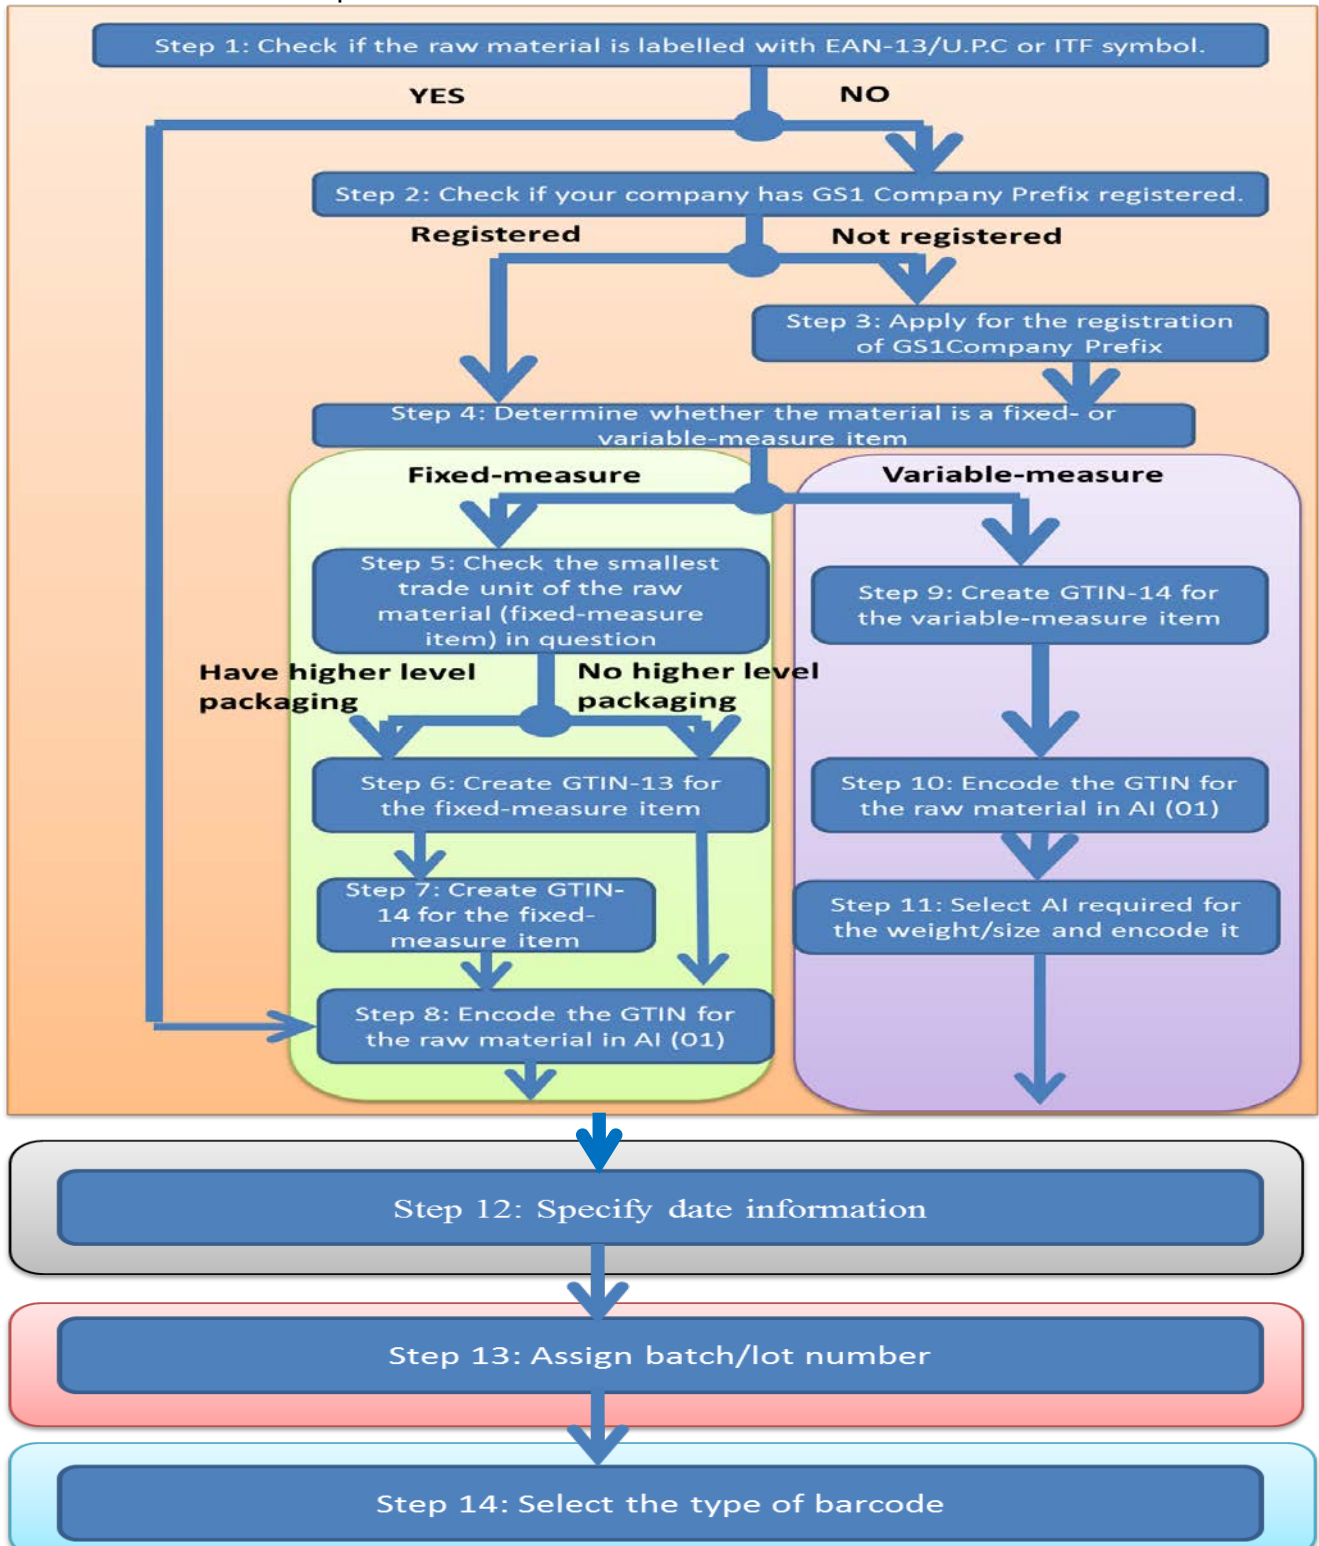 Step 1: Check if the raw material is labelled with EAN-13/U.P.C or ITF symbol.
YES
NO
Step 2: Check if your company has GS1 Company Prefix registered.
Registered
Not registered
Step 3: Apply for the registration
of GS1Company Prefix
Step 4: Determine whether the material is a fixed- or
variable-measure item
Fixed-measure
Variable-measure
Step 5: Check the smallest
trade unit of the raw
material (fixed-measure
item) in question
Step 9: Create GTIN-14 for
the variable-measure item
Have higher level
packaging
No higher level
packaging
Step 6: Create GTIN-13 for
the fixed-measure item
Step 10: Encode the GTIN for
the raw material in AI (01)
Step 7: Create GTIN-
14 for the fixed-
measure item
Step 11: Select AI required for
the weight/size and encode it
Step 8: Encode the GTIN for
the raw material in AI (01)
Step 12: Specify date information
Step 13: Assign batch/lot number
Step 14: Select the type of barcode